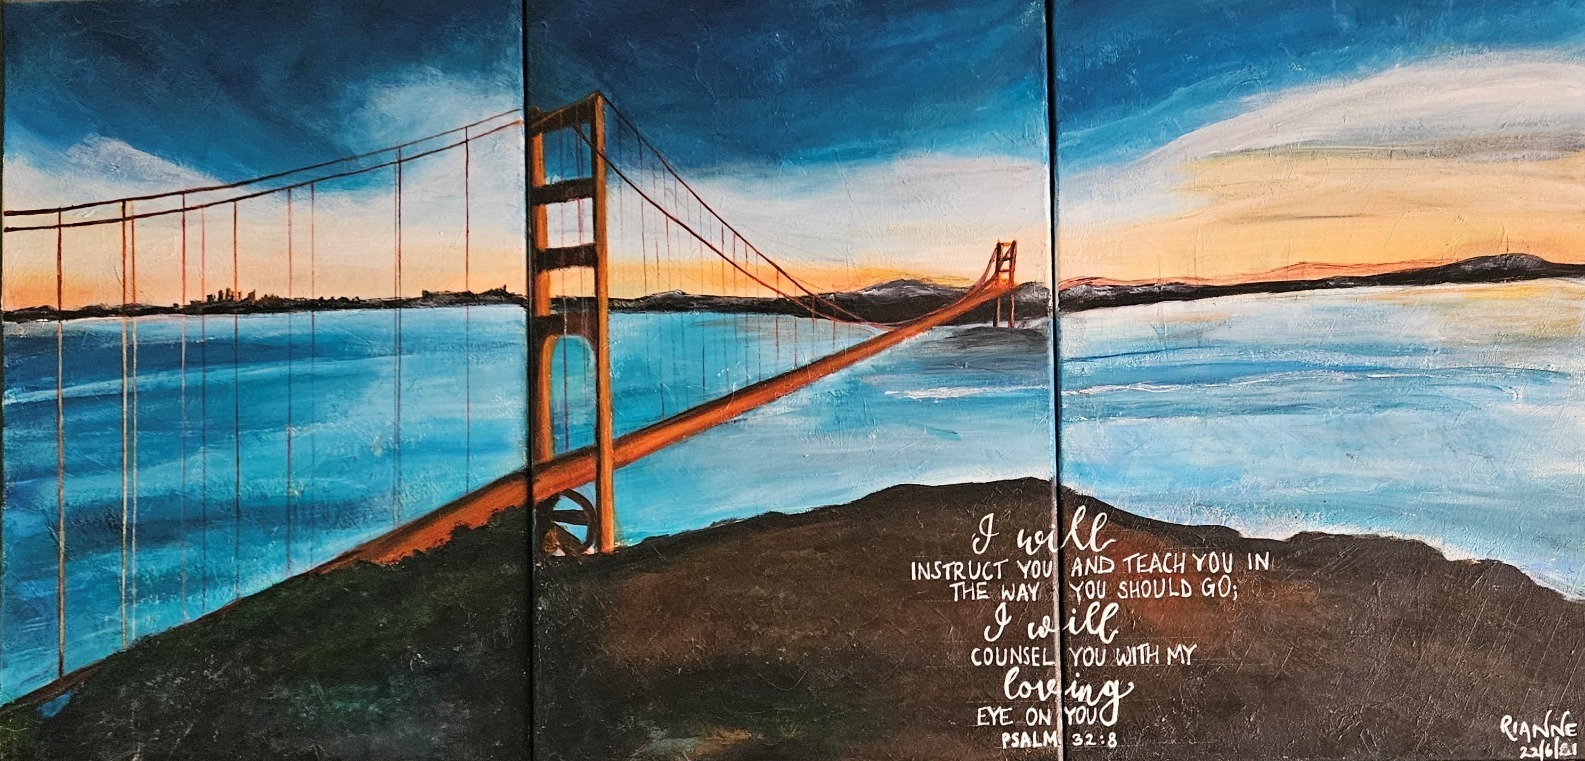 I will
INSTRUCT YOU AND TEACH YOU IN
THE WAY YOU SHOULD GO;
I will
COUNSEL YOU WITH MY
loving
EYE ON YOU
PSALM 32:8
RIANNE
22/6/21